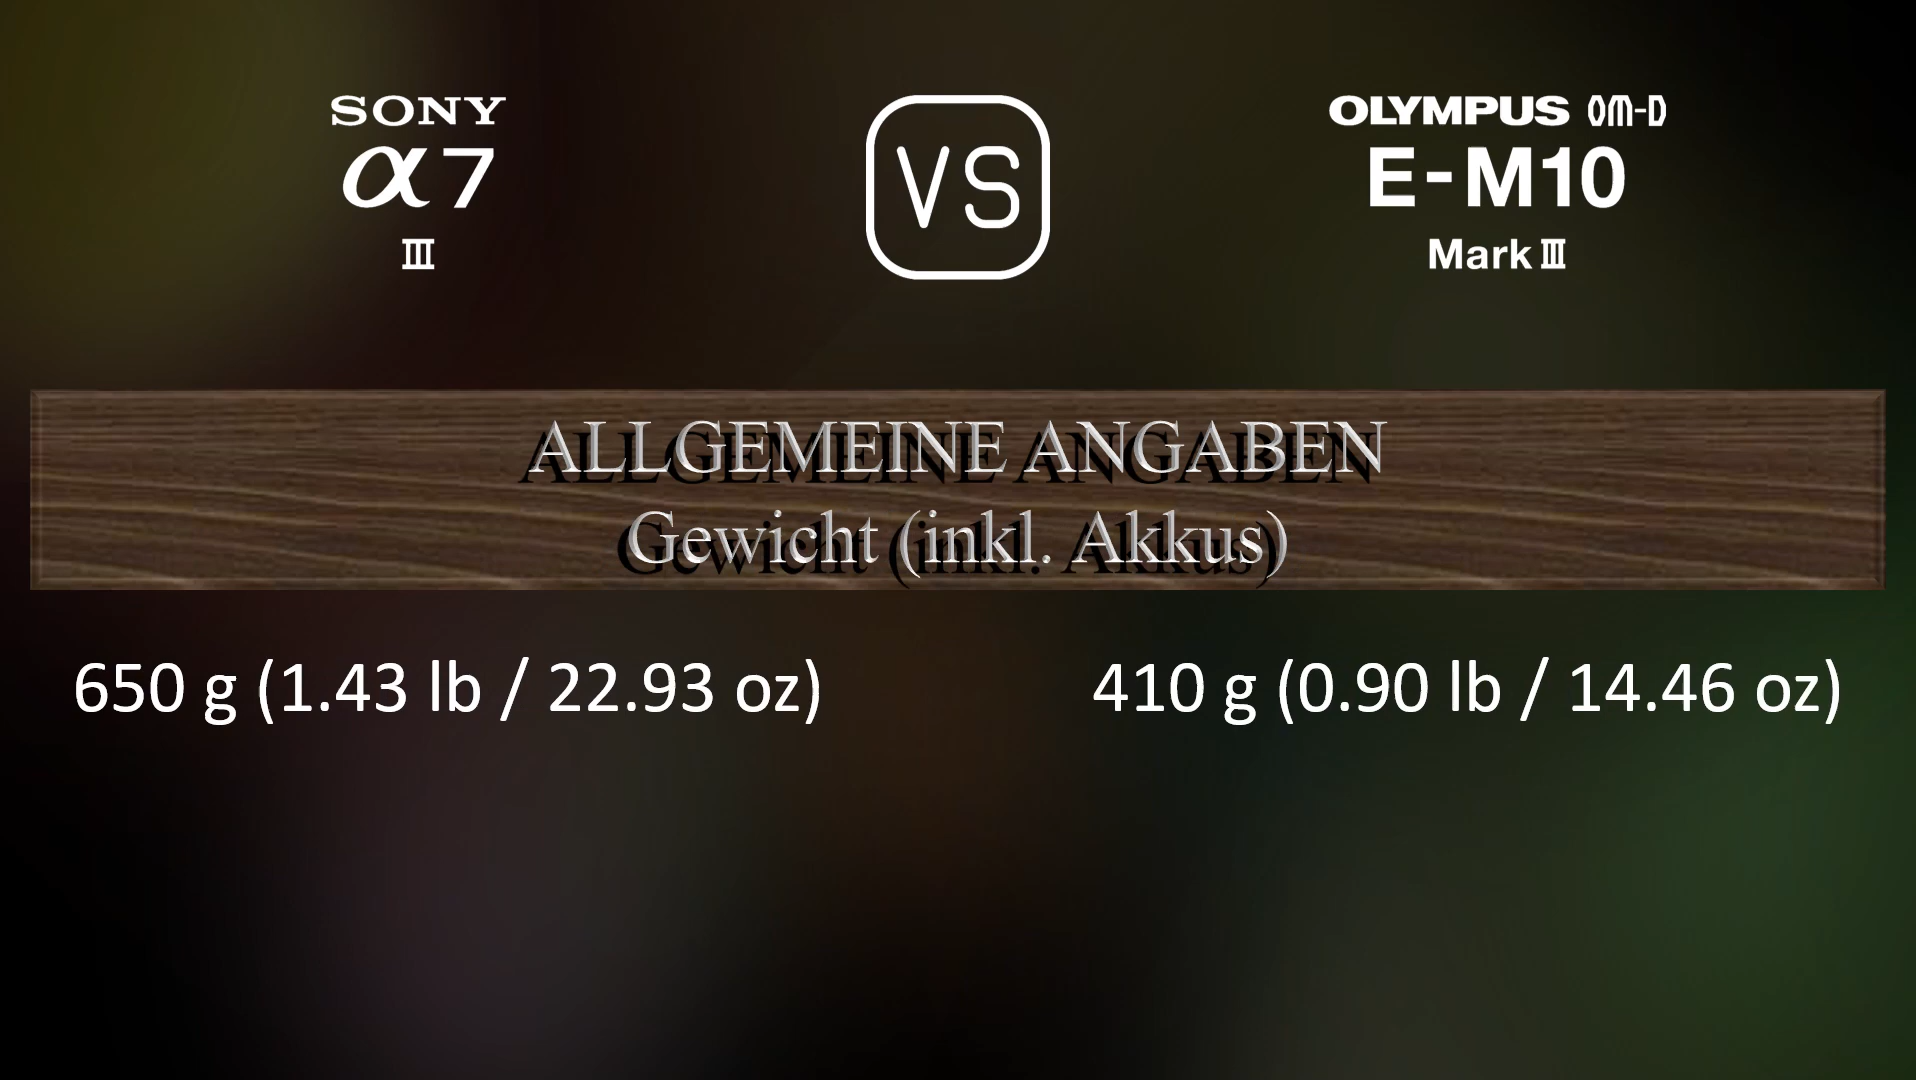 SONY
α7
III
VS
OLYMPUS OM-D
E-M10
Mark III
ALLGEMEINE ANGABEN
Gewicht (inkl. Akkus)
650 g (1.43 lb / 22.93 oz)
410 g (0.90 lb / 14.46 oz)